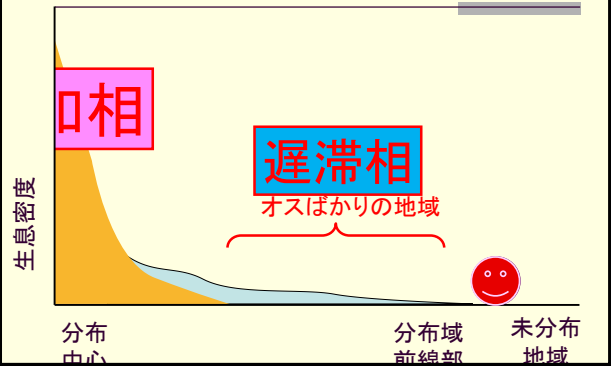 加相
遅滞相
オスばかりの地域
生息密度
分布
中心
分布域
前線部
未分布
地域